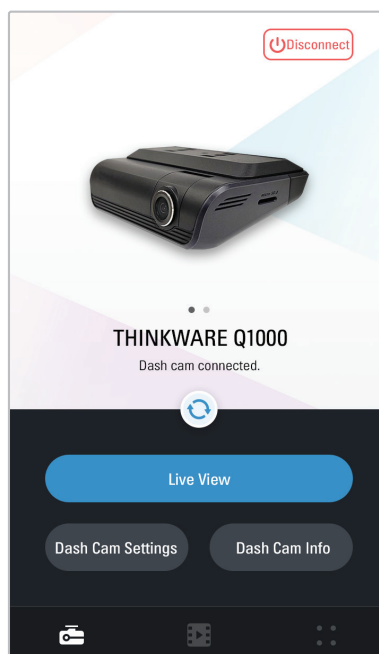 Disconnect
THINKWARE Q1000
Dash cam connected.
Live View
Dash Cam Settings
Dash Cam Info